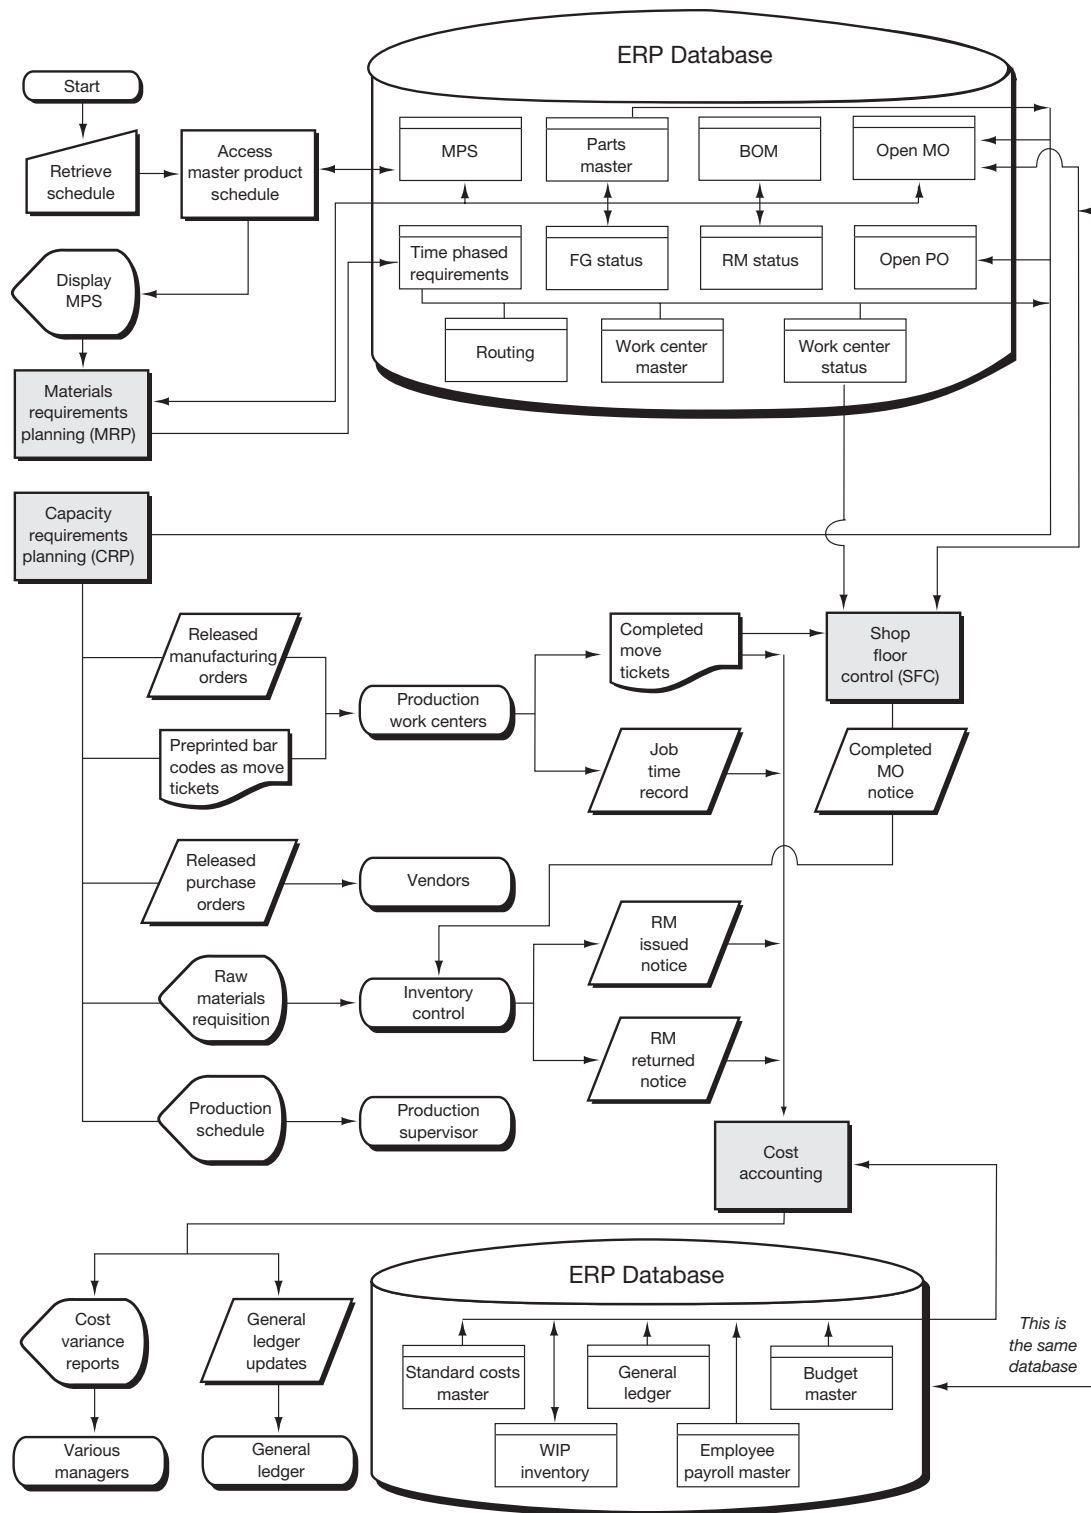 ERP Database
Start
Retrieve
schedule
Access
master product
schedule
MPS
Parts
master
BOM
Open MO
Time phased
requirements
FG status
RM status
Open PO
Display
MPS
Routing
Work center
master
Work center
status
Materials
requirements
planning (MRP)
Capacity
requirements
planning (CRP)
Released
manufacturing
orders
Completed
move
tickets
Shop
floor
control (SFC)
Production
work centers
Preprinted bar
codes as move
tickets
Job
time
record
Completed
MO
notice
Released
purchase
orders
Vendors
RM
issued
notice
Raw
materials
requisition
Inventory
control
RM
returned
notice
Production
schedule
Production
supervisor
Cost
accounting
ERP Database
Cost
variance
reports
General
ledger
updates
This is
the same
database
Standard costs
master
General
ledger
Budget
master
Various
managers
General
ledger
WIP
inventory
Employee
payroll master